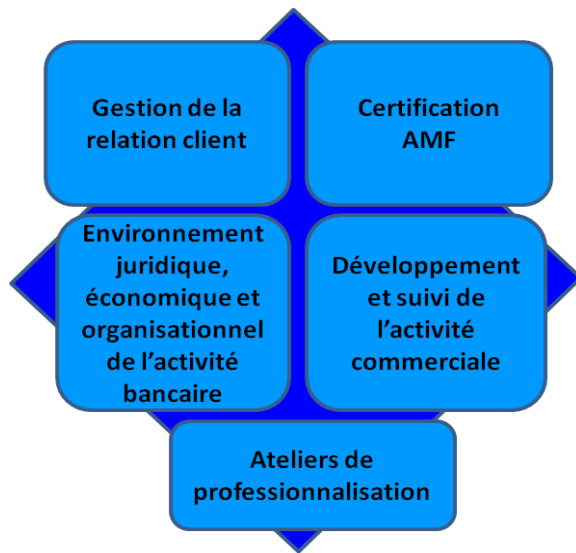 Gestion de la
relation client
Certification
AMF
Environnement
juridique,
économique et
organisationnel
de l’activité
bancaire
Développement
et suivi de
l’activité
commerciale
Ateliers de
professionnalisation